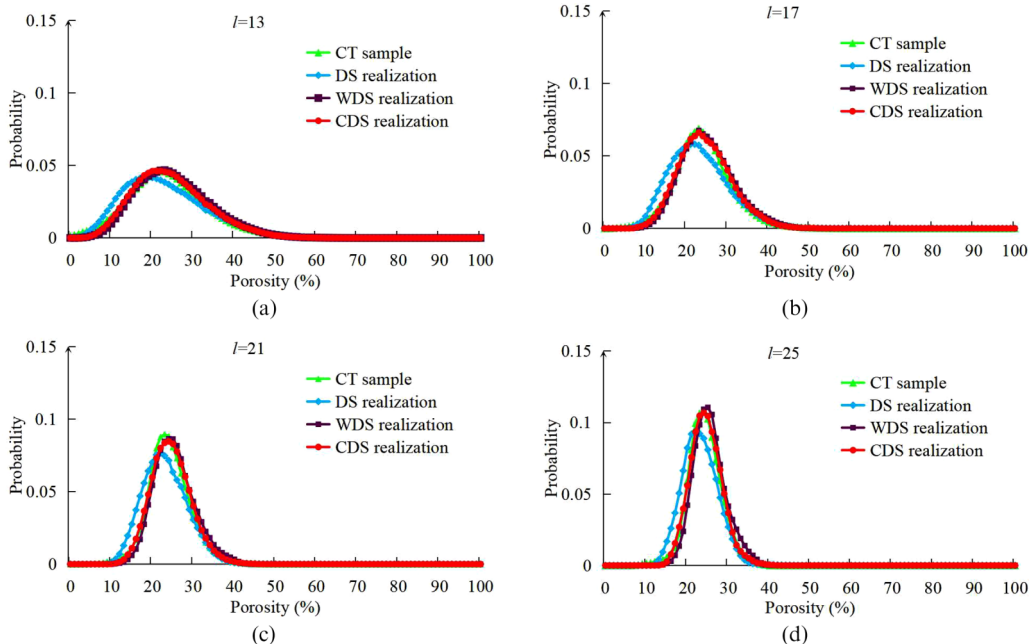 l=13
0.15
0.1
0.05
0
Probability
CT sample
DS realization
WDS realization
CDS realization
0 10 20 30 40 50 60 70 80 90 100
Porosity (%)
(a)
l=17
0.15
0.1
0.05
0
Probability
CT sample
DS realization
WDS realization
CDS realization
0 10 20 30 40 50 60 70 80 90 100
Porosity (%)
(b)
l=21
0.15
0.1
0.05
0
Probability
CT sample
DS realization
WDS realization
CDS realization
0 10 20 30 40 50 60 70 80 90 100
Porosity (%)
(c)
l=25
0.15
0.1
0.05
0
Probability
CT sample
DS realization
WDS realization
CDS realization
0 10 20 30 40 50 60 70 80 90 100
Porosity (%)
(d)